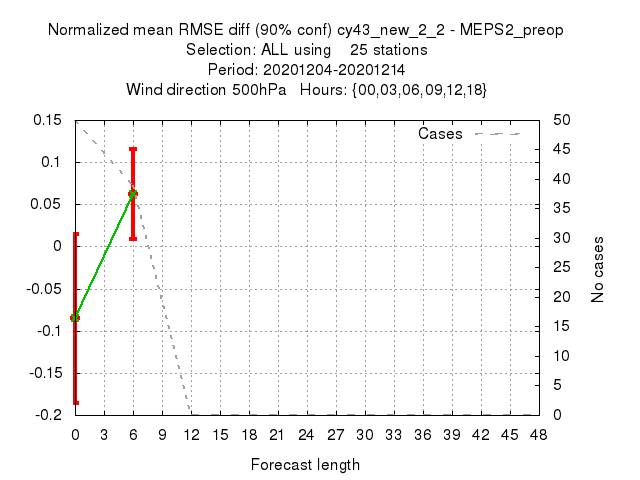 Normalized mean RMSE diff (90% conf) cy43_new_2_2 - MEPS2_preop
Selection: ALL using    25 stations
Period: 20201204-20201214
Wind direction 500hPa   Hours: {00,03,06,09,12,18}
0.15 50
Cases
45
0.1 40
0.05 35
0 30
25
-0.05 20
-0.1 15
-0.15 10
5
-0.2 0
No cases
0 3 6 9 12 15 18 21 24 27 30 33 36 39 42 45 48
Forecast length